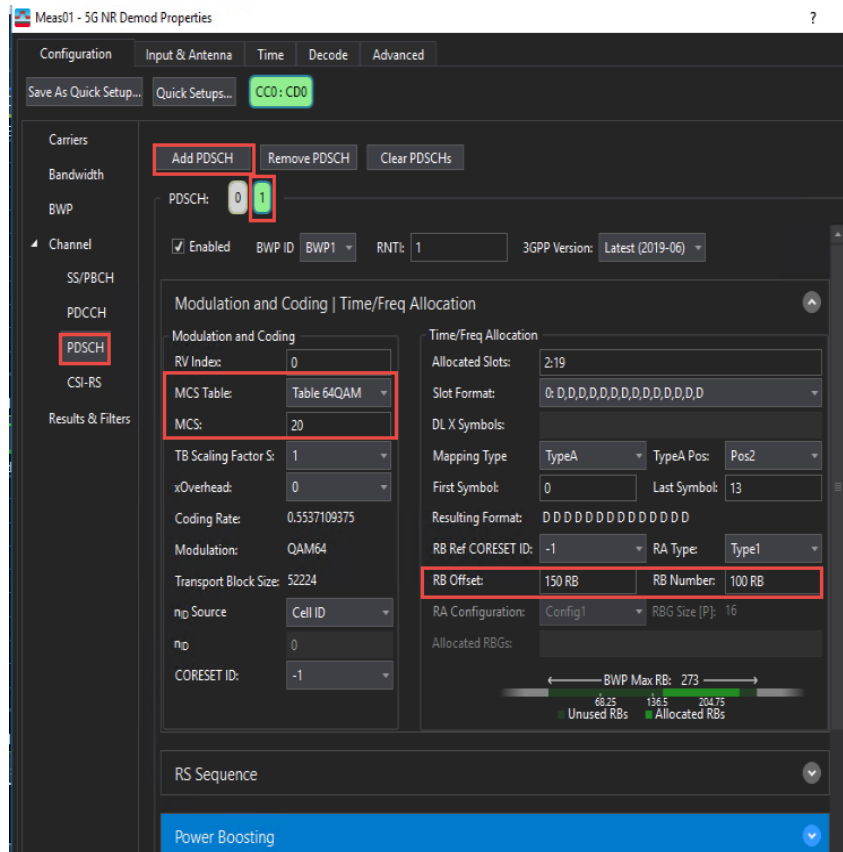 Meas01 - 5G NR Demod Properties ?
Configuration Input & Antenna Time Decode Advanced
Save As Quick Setup... Quick Setups... CC0 : CD0
Carriers
Bandwidth
BWP
Channel
SS/PBCH
PDCCH
PDSCH
CSI-RS
Results & Filters
Add PDSCH Remove PDSCH Clear PDSCHs
PDSCH: 0 1
Enabled BWP ID BWP1 RNTI: 1 3GPP Version: Latest (2019-06)
Modulation and Coding | Time/Freq Allocation
Modulation and Coding
RV Index: 0
MCS Table: Table 64QAM
MCS: 20
TB Scaling Factor S: 1
xOverhead: 0
Coding Rate: 0.5537109375
Modulation: QAM64
Transport Block Size: 52224
nID Source Cell ID
nID 0
CORESET ID: -1
Time/Freq Allocation
Allocated Slots: 2:19
Slot Format: 0: D,D,D,D,D,D,D,D,D,D,D,D,D,D
DL X Symbols:
Mapping Type TypeA TypeA Pos: Pos2
First Symbol: 0 Last Symbol: 13
Resulting Format: D D D D D D D D D D D D D D
RB Ref CORESET ID: -1 RA Type: Type1
RB Offset: 150 RB RB Number: 100 RB
RA Configuration: Config1 RBG Size [P]: 16
Allocated RBGs:
BWP Max RB: 273
68.25 136.5 204.75
Unused RBs Allocated RBs
RS Sequence
Power Boosting